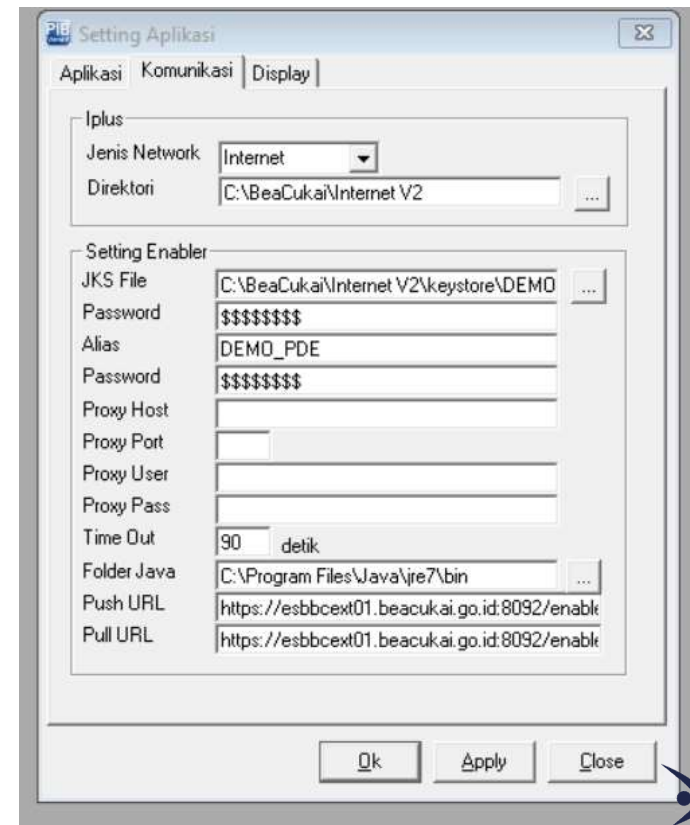 PIB
Setting Aplikasi
Aplikasi Komunikasi Display
Iplus
Jenis Network Internet
Direktori C:\BeaCukai\Internet V2 ...
Setting Enabler
JKS File C:\BeaCukai\Internet V2\keystore\DEMO ...
Password $$$$$$$$
Alias DEMO_PDE
Password $$$$$$$$
Proxy Host
Proxy Port
Proxy User
Proxy Pass
Time Out 90 detik
Folder Java C:\Program Files\Java\jre7\bin ...
Push URL https://esbbcext01.beacukai.go.id:8092/enable
Pull URL https://esbbcext01.beacukai.go.id:8092/enable
Ok Apply Close